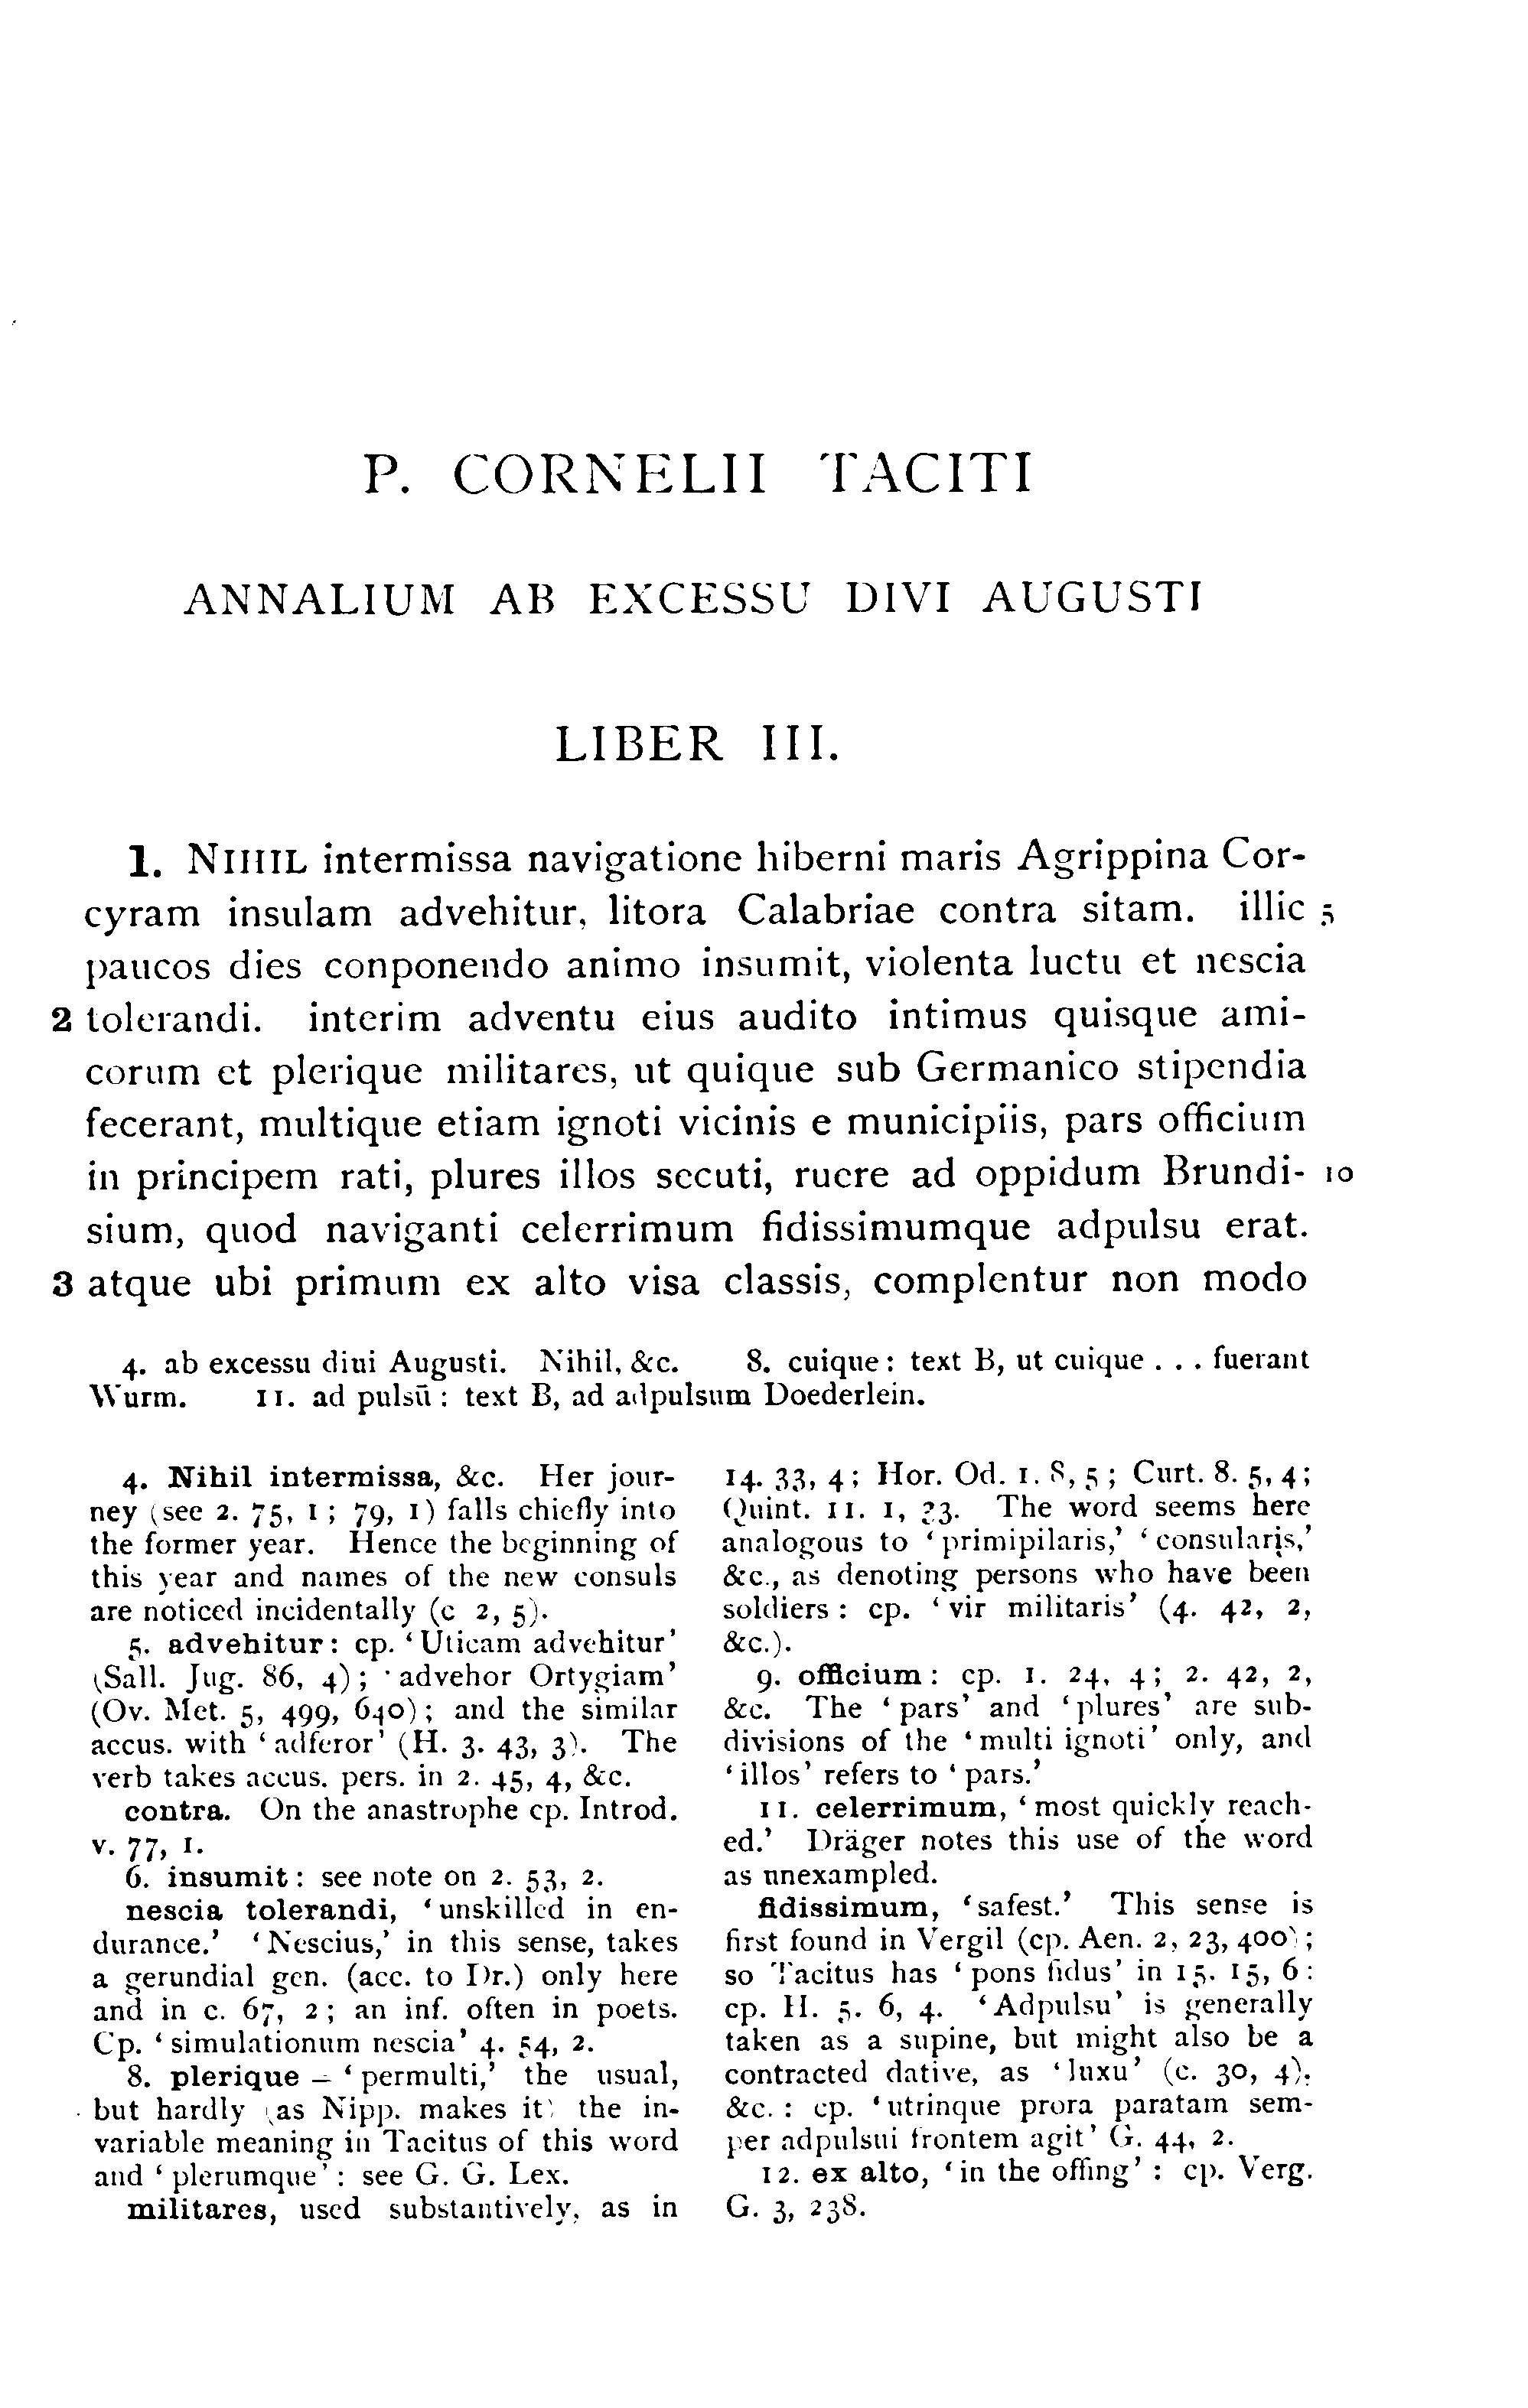 P. CORNELII TACITI
ANNALIUM AB EXCESSU DIVI AUGUSTI
LIBER III.
1. NIHIL intermissa navigatione hiberni maris Agrippina Cor-
cyram insulam advehitur, litora Calabriae contra sitam. illic 5
paucos dies conponendo animo insumit, violenta luctu et nescia
2 tolerandi. interim adventu eius audito intimus quisque ami-
corum et plerique militares, ut quique sub Germanico stipendia
fecerant, multique etiam ignoti vicinis e municipiis, pars officium
in principem rati, plures illos secuti, ruere ad oppidum Brundi- 10
sium, quod naviganti celerrimum fidissimumque adpulsu erat.
3 atque ubi primum ex alto visa classis, complentur non modo
4. ab excessu diui Augusti. Nihil, &c. 8. cuique: text B, ut cuique . . . fuerant
Wurm. 11. ad pulsū: text B, ad adpulsum Doederlein.
4. Nihil intermissa, &c. Her jour-
ney (see 2. 75, 1; 79, 1) falls chiefly into
the former year. Hence the beginning of
this year and names of the new consuls
are noticed incidentally (c 2, 5).
5. advehitur: cp. ‘Uticam advehitur’
(Sall. Jug. 86, 4); ‘advehor Ortygiam’
(Ov. Met. 5, 499, 640); and the similar
accus. with ‘adferor’ (H. 3. 43, 3). The
verb takes accus. pers. in 2. 45, 4, &c.
contra. On the anastrophe cp. Introd.
v. 77, 1.
6. insumit: see note on 2. 53, 2.
nescia tolerandi, ‘unskilled in en-
durance.’ ‘Nescius,’ in this sense, takes
a gerundial gen. (acc. to Dr.) only here
and in c. 67, 2; an inf. often in poets.
Cp. ‘simulationum nescia’ 4. 54, 2.
8. plerique = ‘permulti,’ the usual,
but hardly (as Nipp. makes it) the in-
variable meaning in Tacitus of this word
and ‘plerumque’: see G. G. Lex.
militares, used substantively, as in
14. 33, 4; Hor. Od. 1. 8, 5; Curt. 8. 5, 4;
Quint. 11. 1, 33. The word seems here
analogous to ‘primipilaris,’ ‘consularis,’
&c., as denoting persons who have been
soldiers: cp. ‘vir militaris’ (4. 42, 2,
&c.).
9. officium: cp. 1. 24, 4; 2. 42, 2,
&c. The ‘pars’ and ‘plures’ are sub-
divisions of the ‘multi ignoti’ only, and
‘illos’ refers to ‘pars.’
11. celerrimum, ‘most quickly reach-
ed.’ Dräger notes this use of the word
as unexampled.
fidissimum, ‘safest.’ This sense is
first found in Vergil (cp. Aen. 2, 23, 400);
so Tacitus has ‘pons fidus’ in 15. 15, 6:
cp. H. 5. 6, 4. ‘Adpulsu’ is generally
taken as a supine, but might also be a
contracted dative, as ‘luxu’ (c. 30, 4),
&c.: cp. ‘utrinque prora paratam sem-
per adpulsui frontem agit’ G. 44, 2.
12. ex alto, ‘in the offing’: cp. Verg.
G. 3, 238.